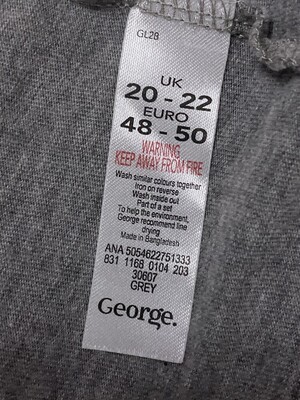 GL28
UK
20 - 22
EURO
48 - 50
WARNING
KEEP AWAY FROM FIRE
Wash similar colours together
Iron on reverse
Wash inside out
Part of a set
To help the environment,
George recommend line
drying
Made in Bangladesh
ANA 5054622751333
831 1168 0104 203
30607
GREY
George.